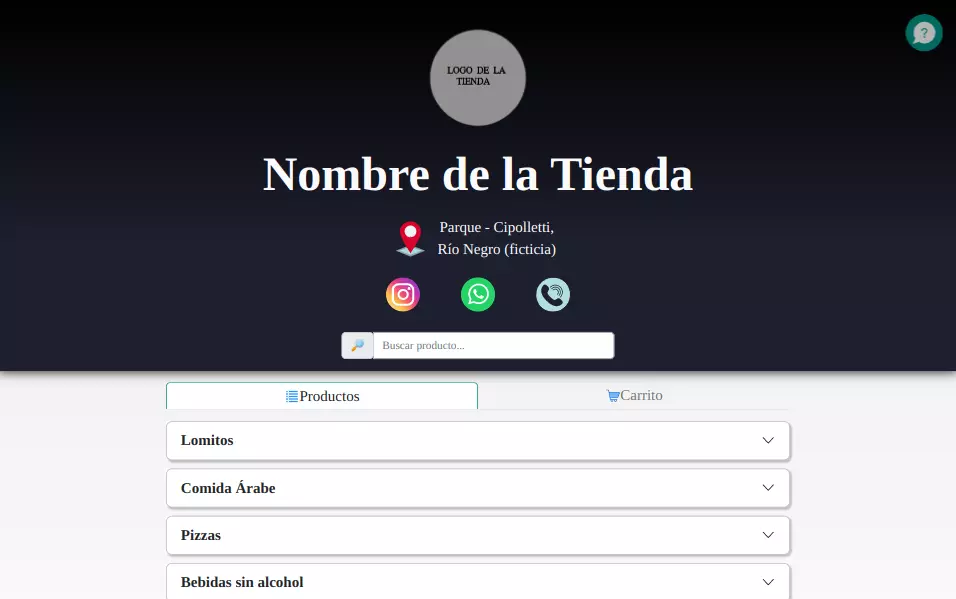 LOGO DE LA
TIENDA
?
Nombre de la Tienda
Parque - Cipolletti,
Río Negro (ficticia)
Buscar producto...
Productos
Carrito
Lomitos
Comida Árabe
Pizzas
Bebidas sin alcohol